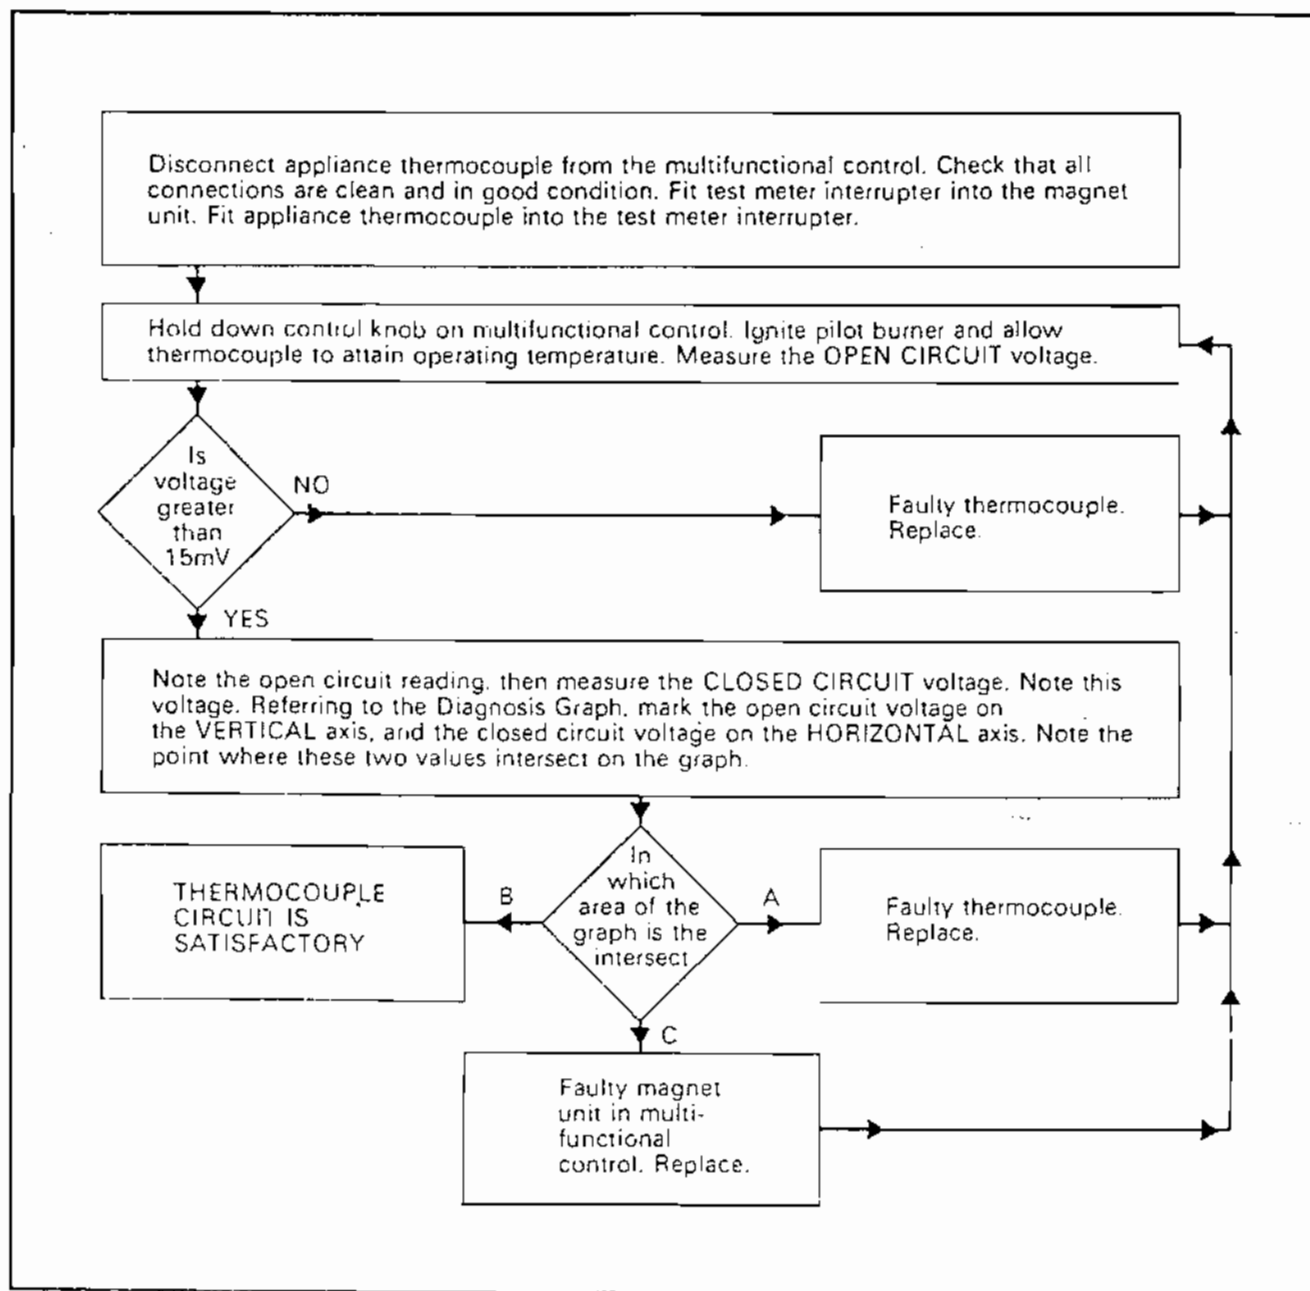 Disconnect appliance thermocouple from the multifunctional control. Check that all
connections are clean and in good condition. Fit test meter interrupter into the magnet
unit. Fit appliance thermocouple into the test meter interrupter.
Hold down control knob on multifunctional control. Ignite pilot burner and allow
thermocouple to attain operating temperature. Measure the OPEN CIRCUIT voltage.
Is
voltage
greater
than
15mV
NO
Faulty thermocouple.
Replace.
YES
Note the open circuit reading, then measure the CLOSED CIRCUIT voltage. Note this
voltage. Referring to the Diagnosis Graph, mark the open circuit voltage on
the VERTICAL axis, and the closed circuit voltage on the HORIZONTAL axis. Note the
point where these two values intersect on the graph.
In
which
area of the
graph is the
intersect
B
THERMOCOUPLE
CIRCUIT IS
SATISFACTORY
A
Faulty thermocouple.
Replace.
C
Faulty magnet
unit in multi-
functional
control. Replace.